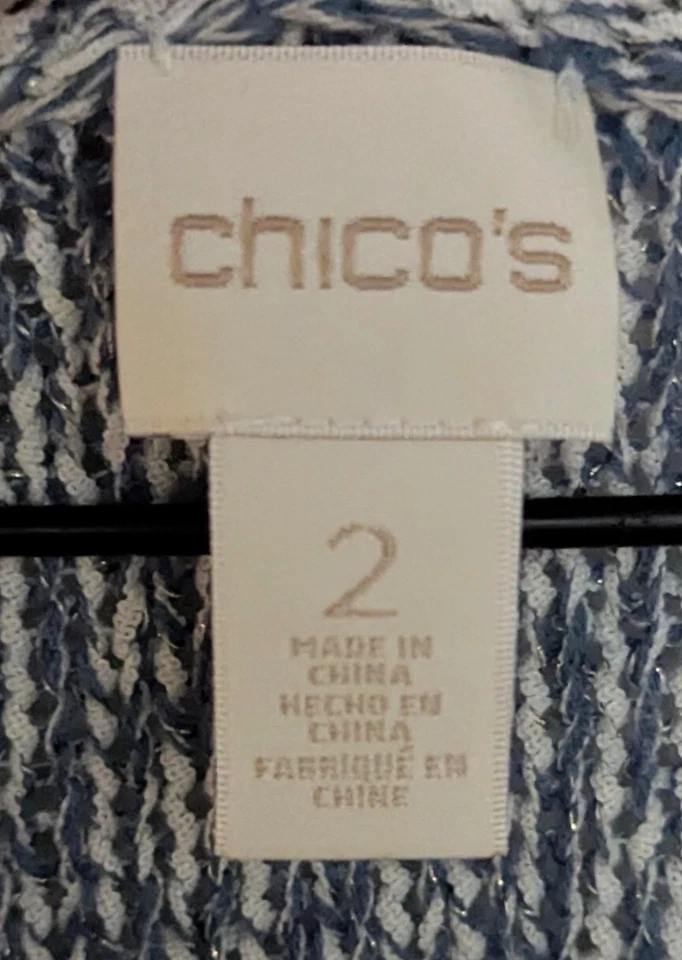 chico's
2
MADE IN
CHINA
HECHO EN
CHINA
FABRIQUÉ EN
CHINE